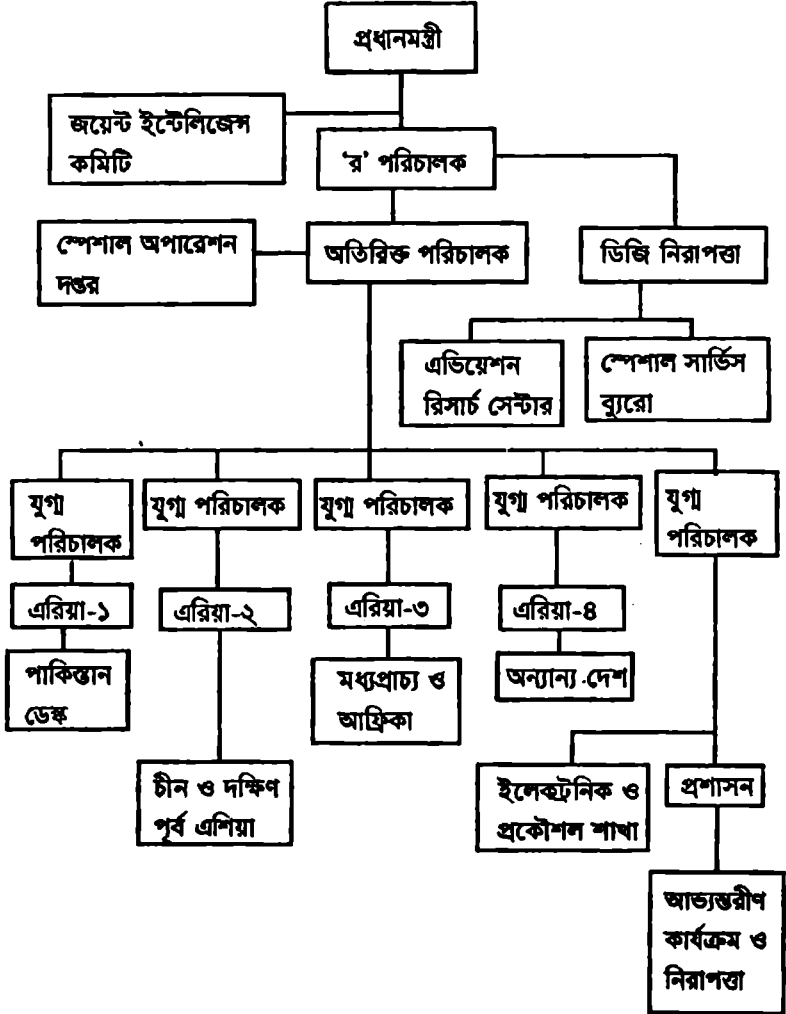 প্রধানমন্ত্রী
জয়েন্ট ইন্টেলিজেন্স
কমিটি
'র' পরিচালক
স্পেশাল অপারেশন
দপ্তর
অতিরিক্ত পরিচালক
ডিজি নিরাপত্তা
এভিয়েশন
রিসার্চ সেন্টার
স্পেশাল সার্ভিস
ব্যুরো
যুগ্ম
পরিচালক
যুগ্ম পরিচালক
যুগ্ম পরিচালক
যুগ্ম পরিচালক
যুগ্ম
পরিচালক
এরিয়া-১
এরিয়া-২
এরিয়া-৩
এরিয়া-৪
পাকিস্তান
ডেস্ক
মধ্যপ্রাচ্য ও
আফ্রিকা
অন্যান্য দেশ
চীন ও দক্ষিণ
পূর্ব এশিয়া
ইলেকট্রনিক ও
প্রকৌশল শাখা
প্রশাসন
আভ্যন্তরীণ
কার্যক্রম ও
নিরাপত্তা